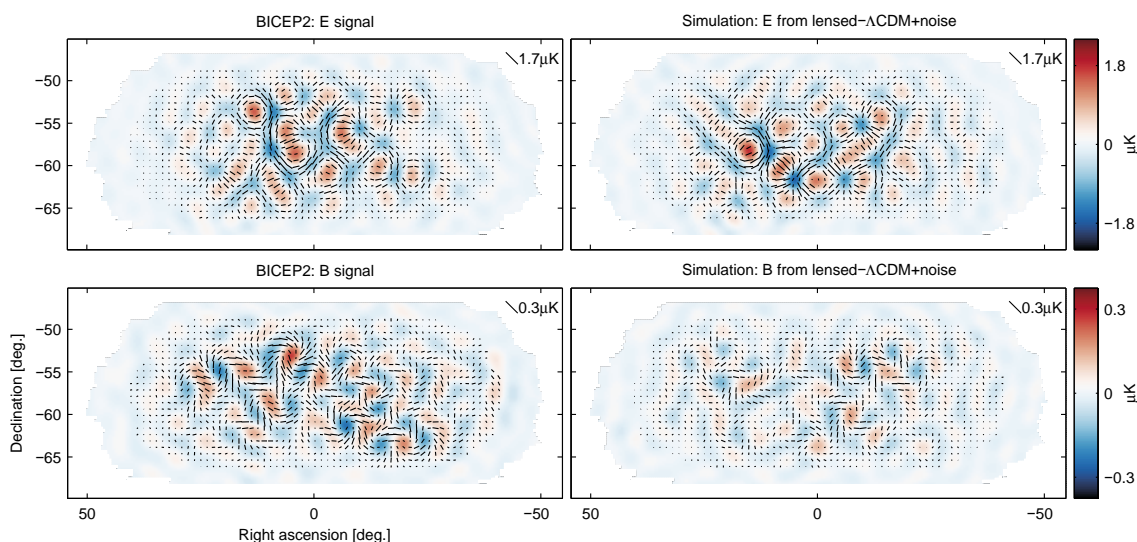 BICEP2: E signal
Simulation: E from lensed−ΛCDM+noise
−50
−55
−60
−65
1.7μK
1.7μK
1.8
0
−1.8
μK
BICEP2: B signal
Simulation: B from lensed−ΛCDM+noise
Declination [deg.]
−50
−55
−60
−65
0.3μK
0.3μK
0.3
0
−0.3
μK
50
0
−50
50
0
−50
Right ascension [deg.]